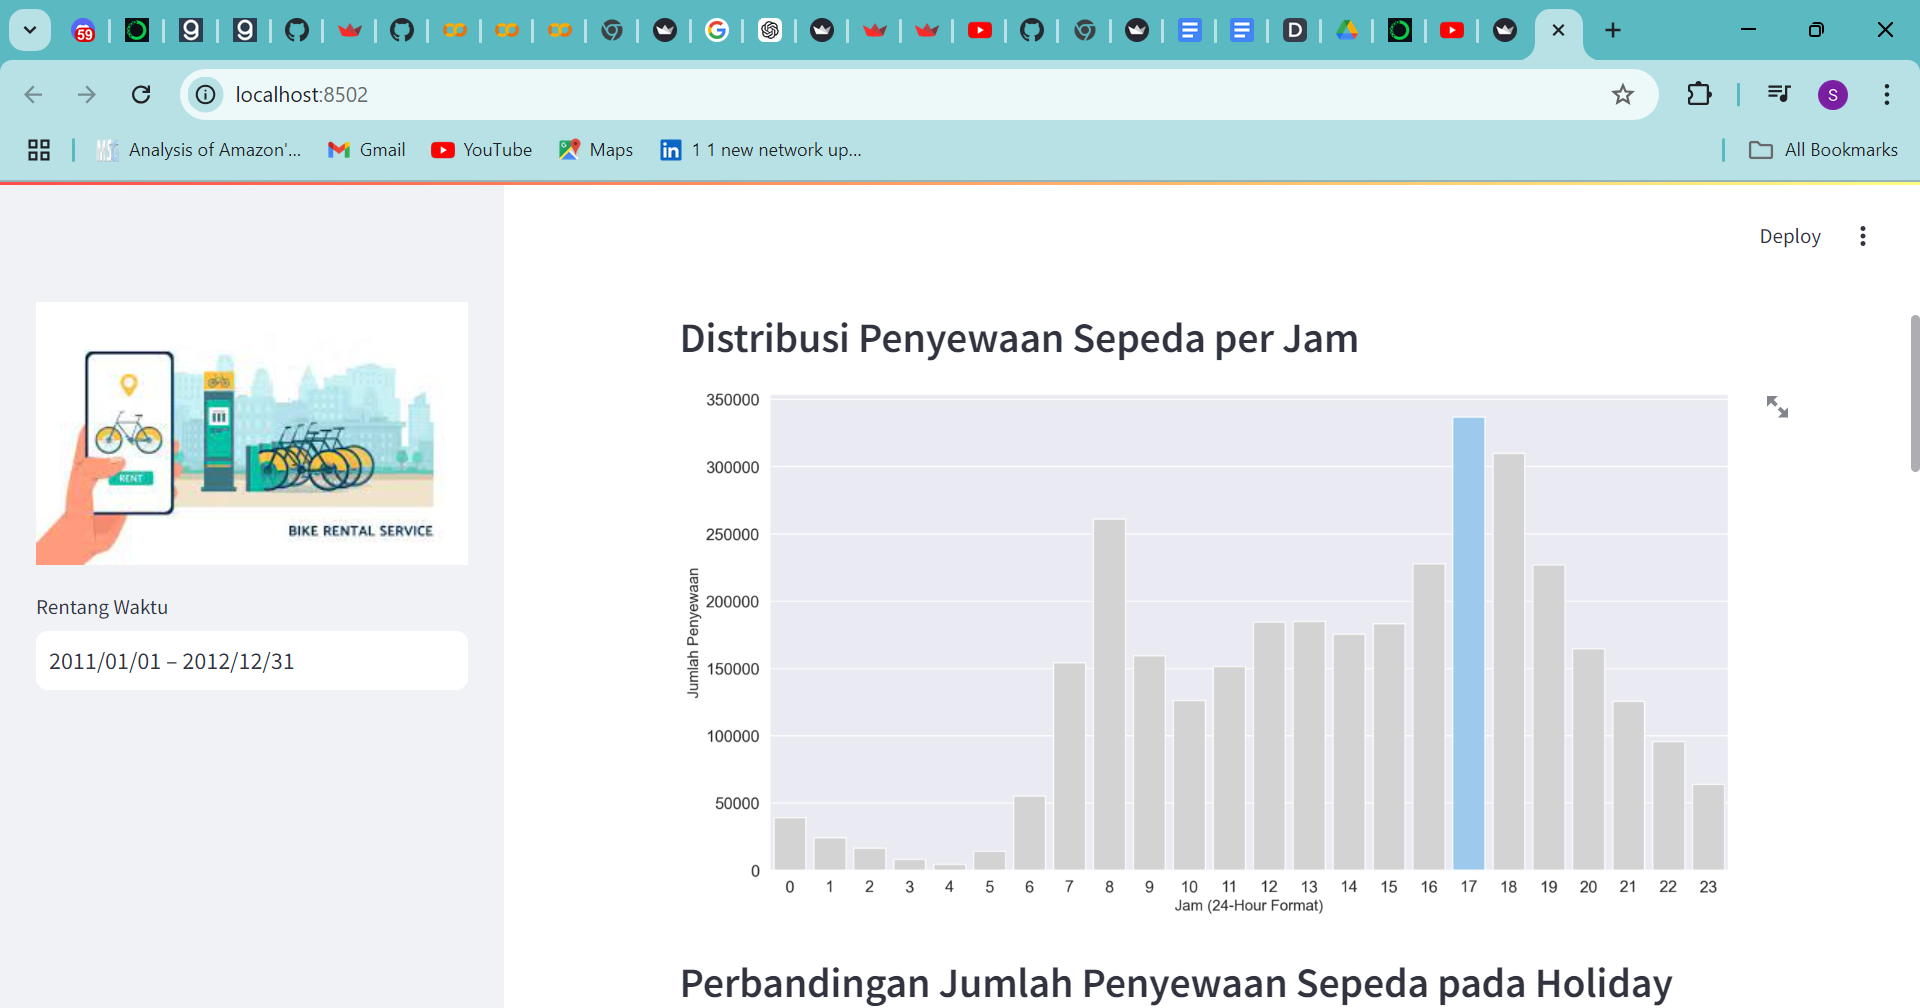 59
localhost:8502
Analysis of Amazon'...
Gmail
YouTube
Maps
1 1 new network up...
All Bookmarks
Deploy
RENT
BIKE RENTAL SERVICE
Rentang Waktu
2011/01/01 – 2012/12/31
Distribusi Penyewaan Sepeda per Jam
Jumlah Penyewaan
350000
300000
250000
200000
150000
100000
50000
0
0 1 2 3 4 5 6 7 8 9 10 11 12 13 14 15 16 17 18 19 20 21 22 23
Jam (24-Hour Format)
Perbandingan Jumlah Penyewaan Sepeda pada Holiday